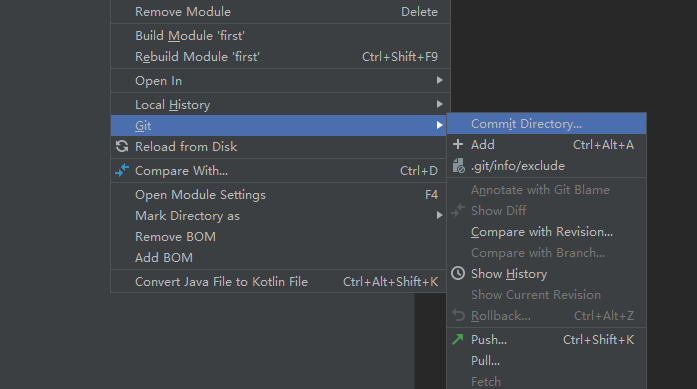 Remove Module Delete
Build Module 'first'
Rebuild Module 'first' Ctrl+Shift+F9
Open In
Local History
Git
Reload from Disk
Compare With... Ctrl+D
Open Module Settings F4
Mark Directory as
Remove BOM
Add BOM
Convert Java File to Kotlin File Ctrl+Alt+Shift+K
Commit Directory...
Add Ctrl+Alt+A
.git/info/exclude
Annotate with Git Blame
Show Diff
Compare with Revision...
Compare with Branch...
Show History
Show Current Revision
Rollback... Ctrl+Alt+Z
Push... Ctrl+Shift+K
Pull...
Fetch